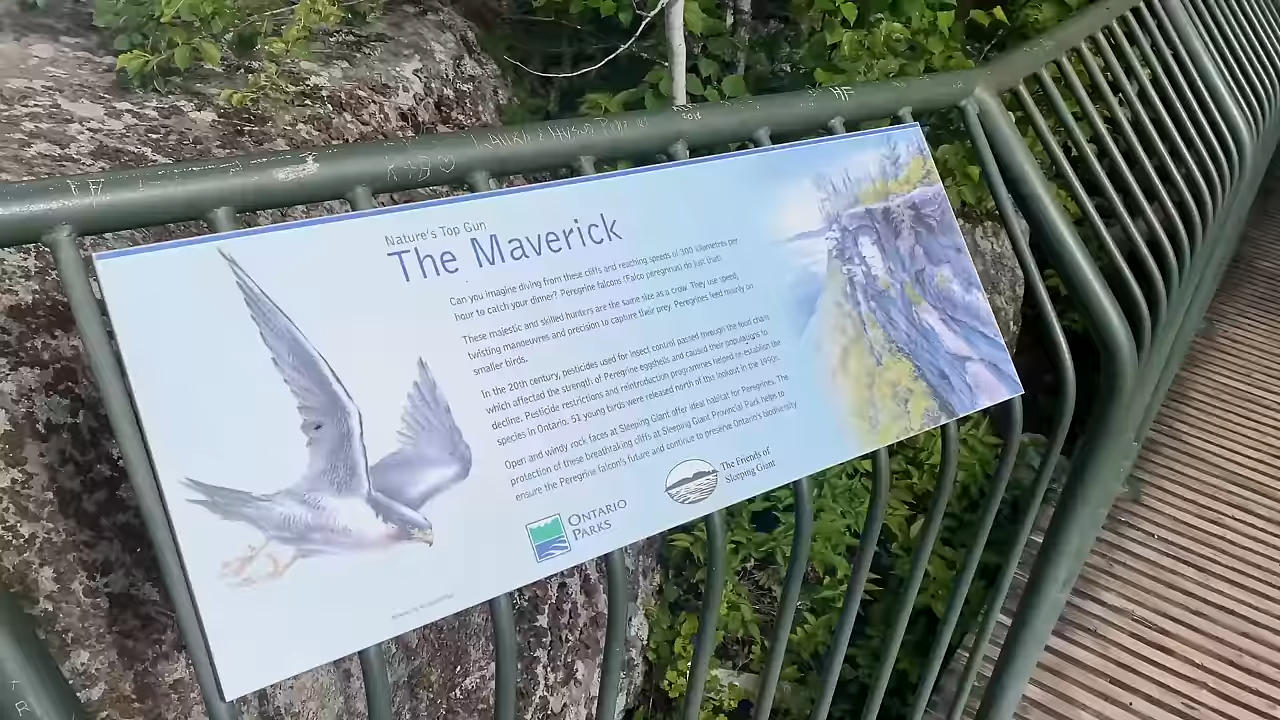 FA
K + B ♡
HF
Nature's Top Gun
The Maverick
Can you imagine diving from these cliffs and reaching speeds of 300 kilometres per
hour to catch your dinner? Peregrine falcons (Falco peregrinus) do just that!
These majestic and skilled hunters are the same size as a crow. They use speed,
twisting manoeuvres and precision to capture their prey. Peregrines feed mainly on
smaller birds.
In the 20th century, pesticides used for insect control passed through the food chain
which affected the strength of Peregrine eggshells and caused their populations to
decline. Pesticide restrictions and reintroduction programmes helped re-establish the
species in Ontario. 51 young birds were released north of this lookout in the 1990s.
Open and windy rock faces at Sleeping Giant offer ideal habitat for Peregrines. The
protection of these breathtaking cliffs at Sleeping Giant Provincial Park helps to
ensure the Peregrine Falcon's future and continue to preserve Ontario's biodiversity
ONTARIO
PARKS
The Friends of
Sleeping Giant